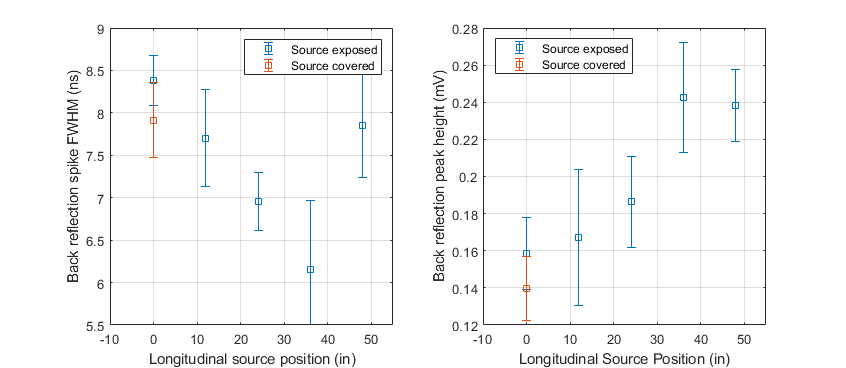 Back reflection spike FWHM (ns)
9
8.5
8
7.5
7
6.5
6
5.5
Source exposed
Source covered
-10 0 10 20 30 40 50
Longitudinal source position (in)
Back reflection peak height (mV)
0.28
0.26
0.24
0.22
0.2
0.18
0.16
0.14
0.12
Source exposed
Source covered
-10 0 10 20 30 40 50
Longitudinal Source Position (in)